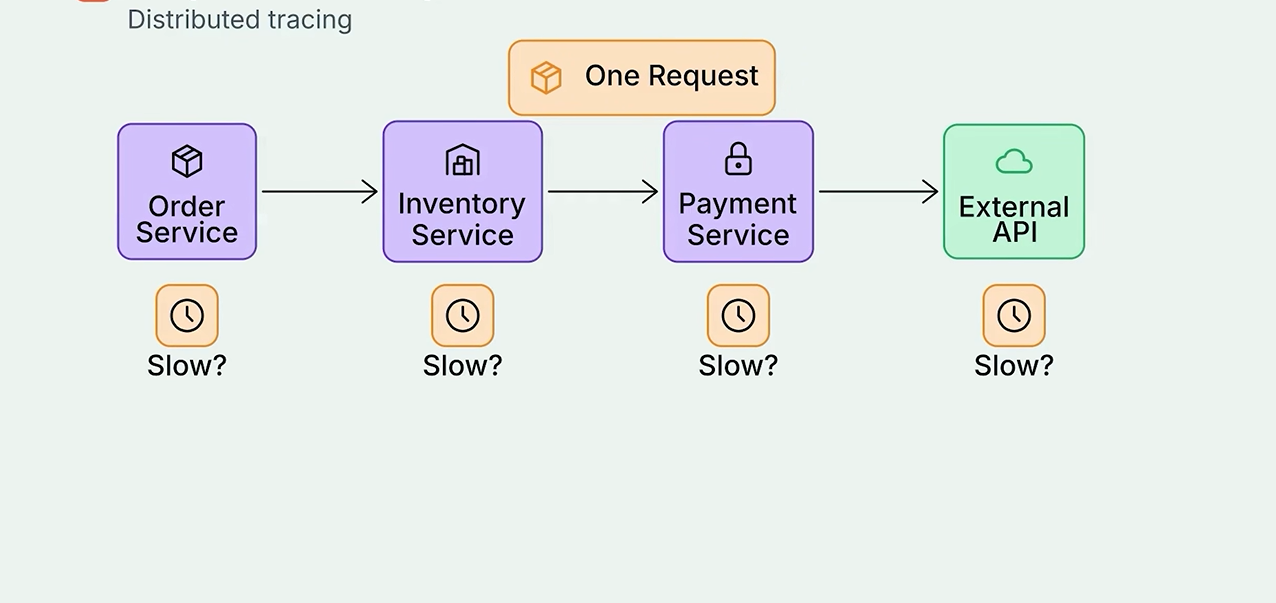 Distributed tracing
One Request
Order
Service
Inventory
Service
Payment
Service
External
API
Slow?
Slow?
Slow?
Slow?